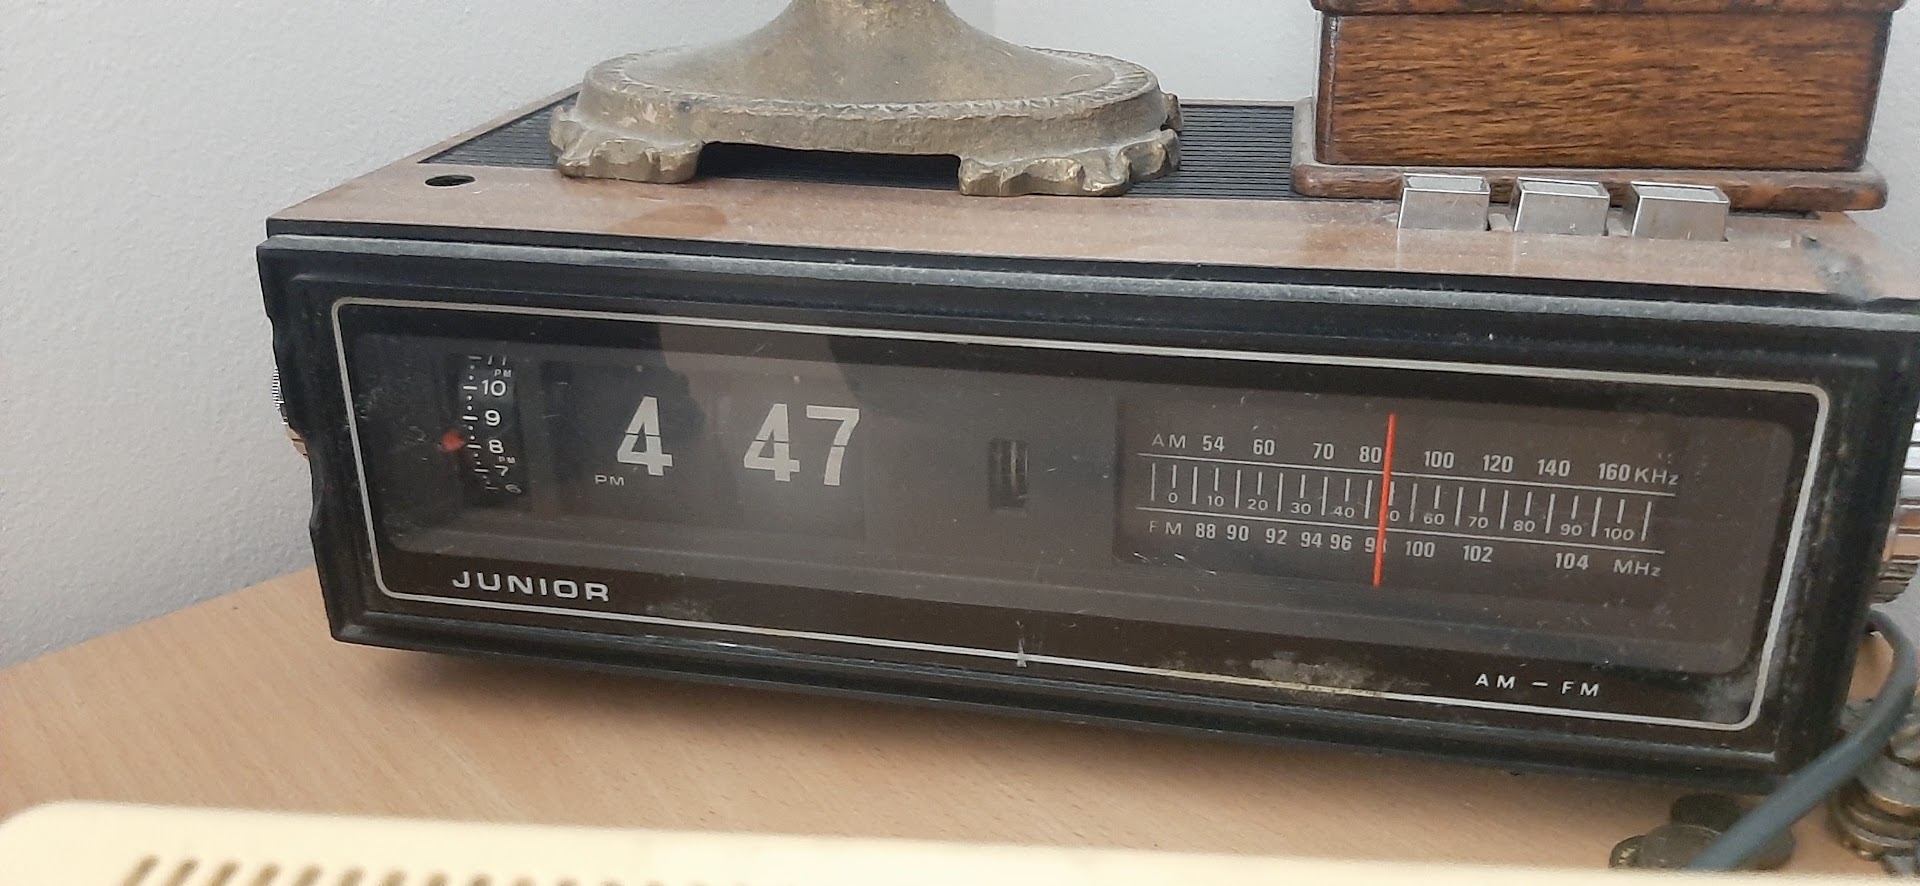 11
PM
10
9
8
PM
7
6
PM 4 47
AM 54 60 70 80 100 120 140 160 KHz
0 10 20 30 40 60 70 80 90 100
FM 88 90 92 94 96 100 102 104 MHz
JUNIOR
AM – FM